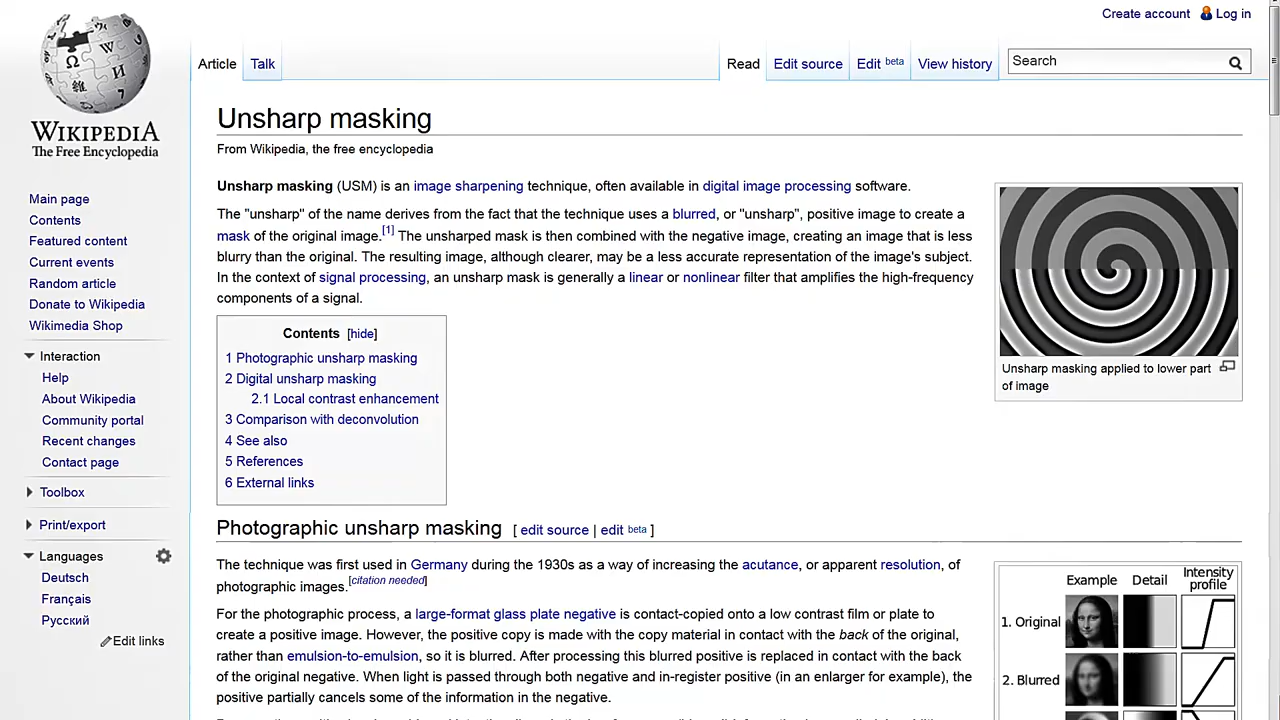 Create account Log in
Article Talk Read Edit source Edit beta View history Search
WIKIPEDIA
The Free Encyclopedia
Main page
Contents
Featured content
Current events
Random article
Donate to Wikipedia
Wikimedia Shop
Interaction
Help
About Wikipedia
Community portal
Recent changes
Contact page
Toolbox
Print/export
Languages
Deutsch
Français
Русский
Edit links
Unsharp masking
From Wikipedia, the free encyclopedia
Unsharp masking (USM) is an image sharpening technique, often available in digital image processing software.
The "unsharp" of the name derives from the fact that the technique uses a blurred, or "unsharp", positive image to create a
mask of the original image.[1] The unsharped mask is then combined with the negative image, creating an image that is less
blurry than the original. The resulting image, although clearer, may be a less accurate representation of the image's subject.
In the context of signal processing, an unsharp mask is generally a linear or nonlinear filter that amplifies the high-frequency
components of a signal.
Unsharp masking applied to lower part
of image
Contents [hide]
1 Photographic unsharp masking
2 Digital unsharp masking
2.1 Local contrast enhancement
3 Comparison with deconvolution
4 See also
5 References
6 External links
Photographic unsharp masking [ edit source | edit beta ]
The technique was first used in Germany during the 1930s as a way of increasing the acutance, or apparent resolution, of
photographic images.[citation needed]
For the photographic process, a large-format glass plate negative is contact-copied onto a low contrast film or plate to
create a positive image. However, the positive copy is made with the copy material in contact with the back of the original,
rather than emulsion-to-emulsion, so it is blurred. After processing this blurred positive is replaced in contact with the back
of the original negative. When light is passed through both negative and in-register positive (in an enlarger for example), the
positive partially cancels some of the information in the negative.
Example Detail Intensity
profile
1. Original
2. Blurred